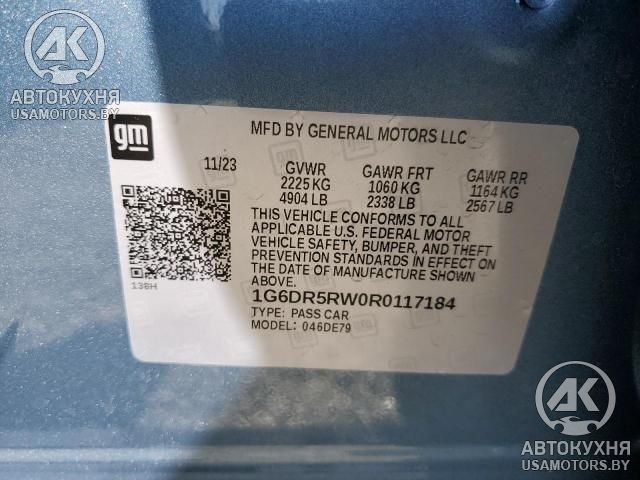 AK
АВТОКУХНЯ
USAMOTORS.BY
gm
MFD BY GENERAL MOTORS LLC
11/23 GVWR GAWR FRT GAWR RR
2225 KG 1060 KG 1164 KG
4904 LB 2338 LB 2567 LB
THIS VEHICLE CONFORMS TO ALL
APPLICABLE U.S. FEDERAL MOTOR
VEHICLE SAFETY, BUMPER, AND THEFT
PREVENTION STANDARDS IN EFFECT ON
THE DATE OF MANUFACTURE SHOWN
ABOVE.
138H
1G6DR5RW0R0117184
TYPE: PASS CAR
MODEL: 046DE79
AK
АВТОКУХНЯ
USAMOTORS.BY